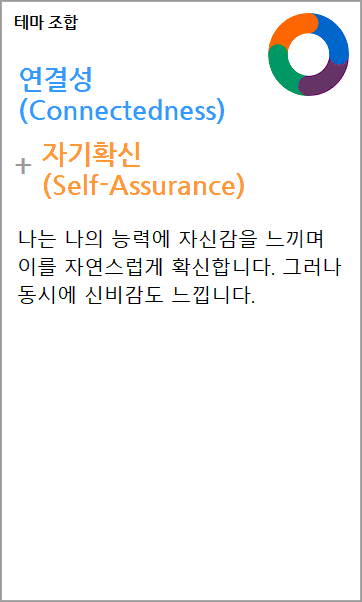 테마 조합
연결성
(Connectedness)
+ 자기확신
(Self-Assurance)
나는 나의 능력에 자신감을 느끼며
이를 자연스럽게 확신합니다. 그러나
동시에 신비감도 느낍니다.